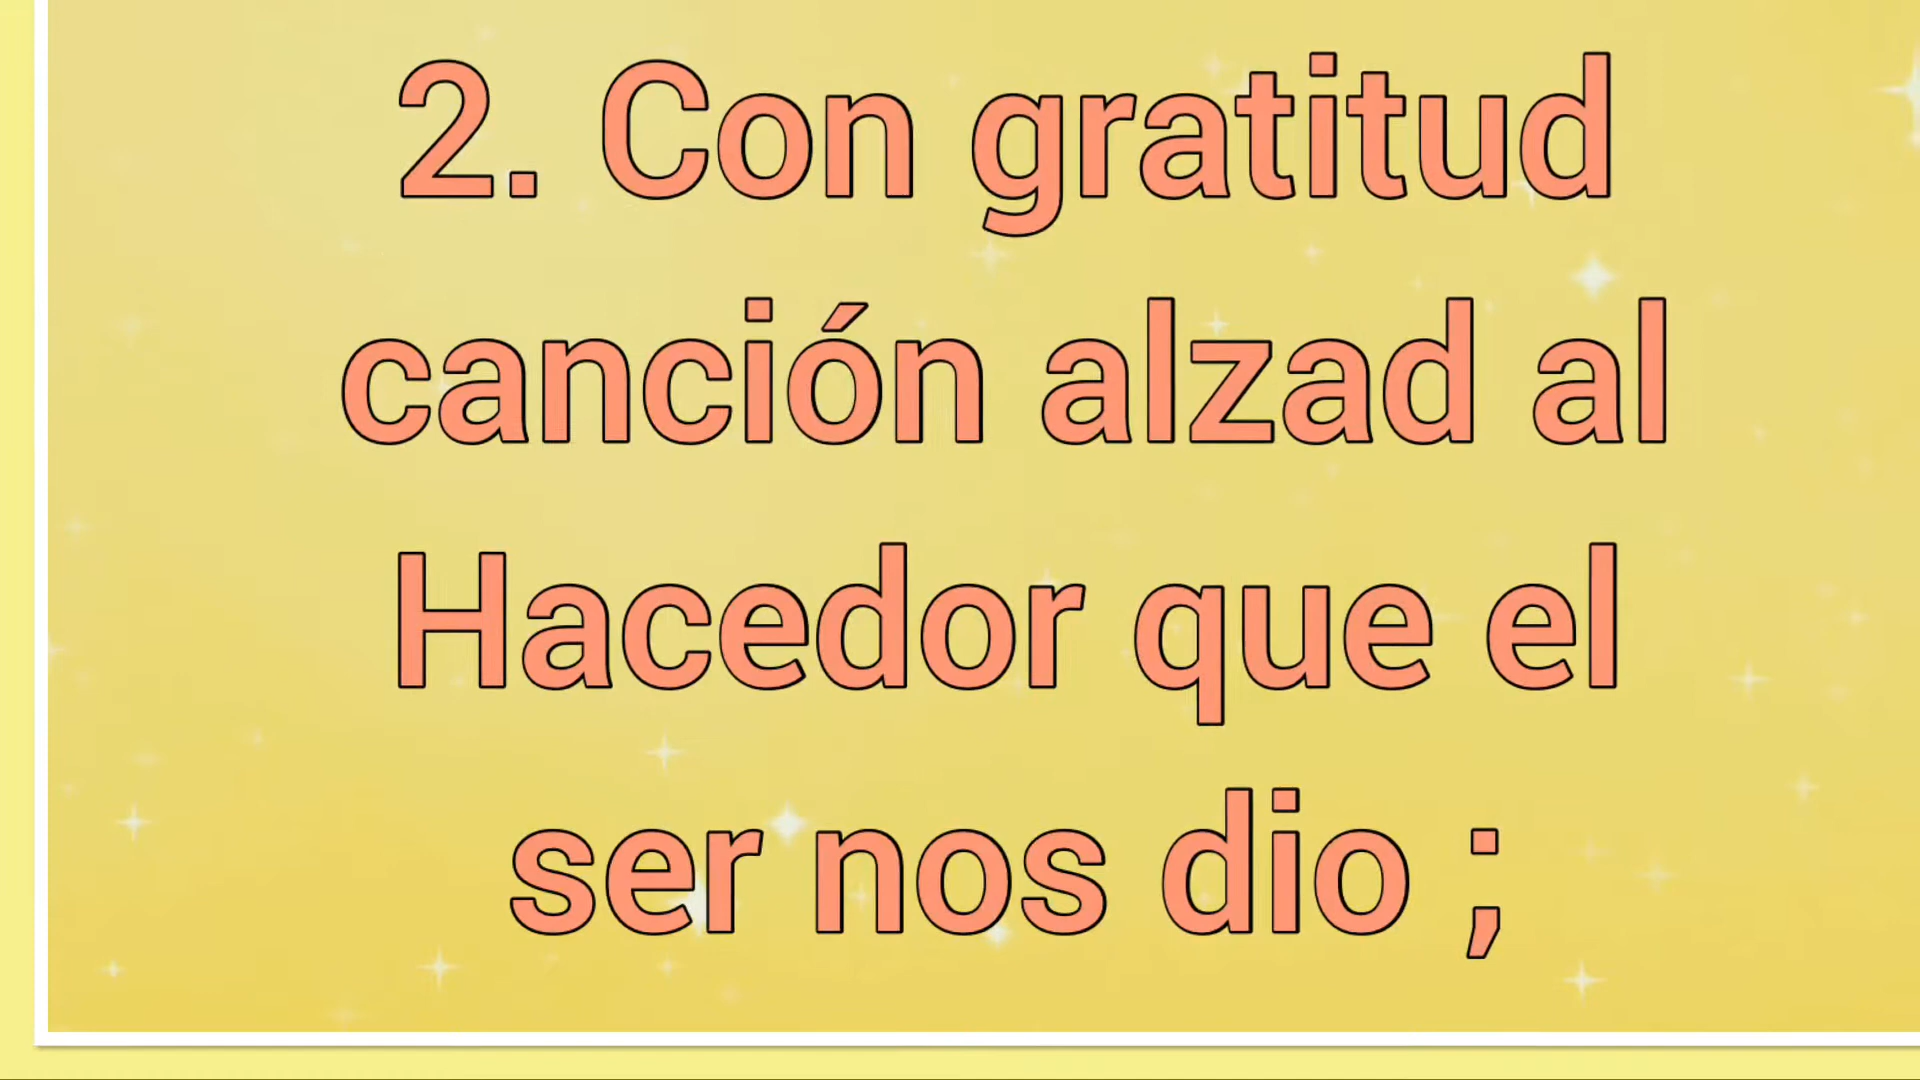 2. Con gratitud
canción alzad al
Hacedor que el
ser nos dio ;